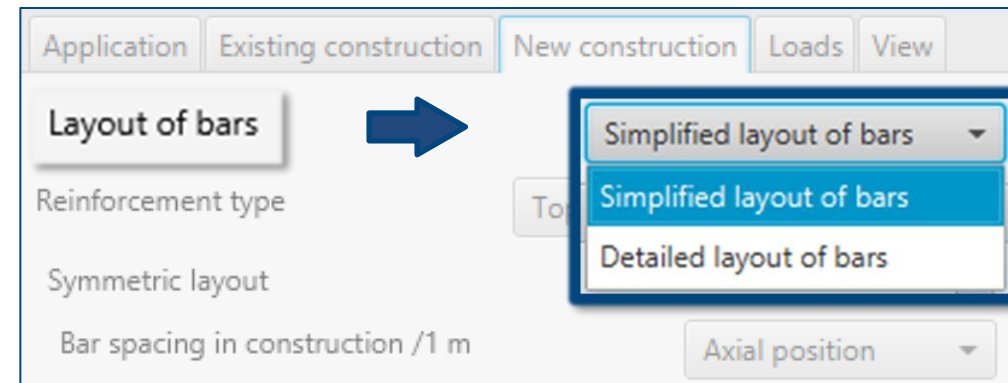 Application Existing construction New construction Loads View
Layout of bars Simplified layout of bars
Reinforcement type Simplified layout of bars
Detailed layout of bars
Symmetric layout
Bar spacing in construction /1 m Axial position